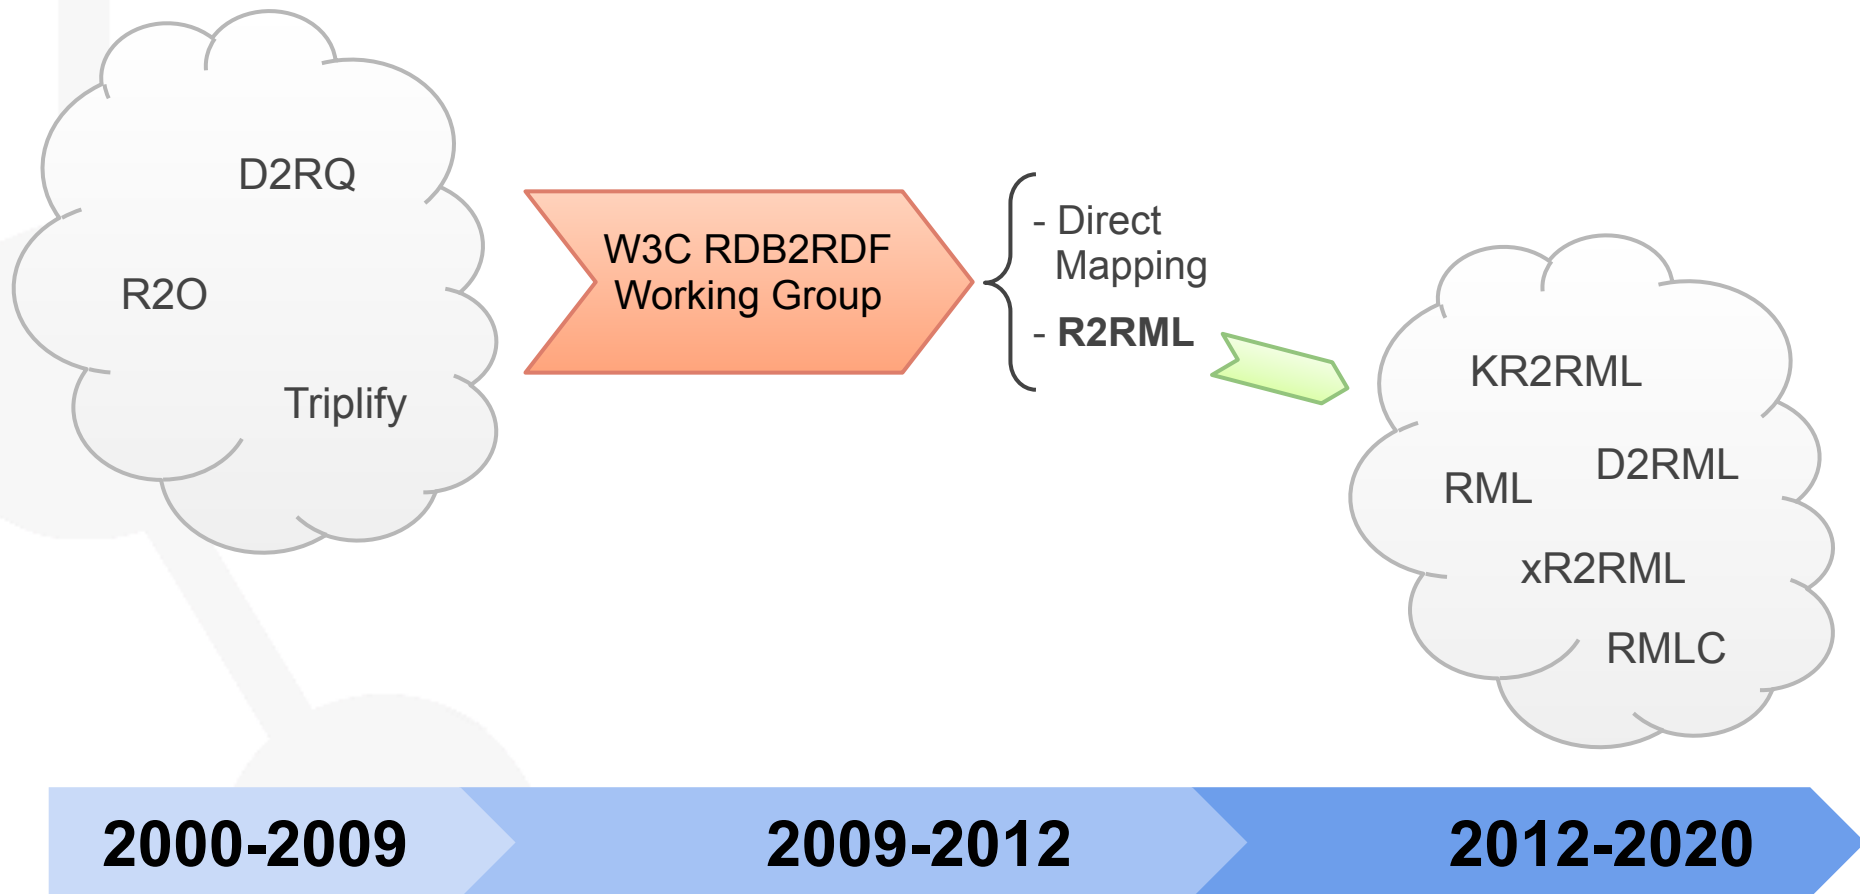 D2RQ
R2O
Triplify
W3C RDB2RDF
Working Group
- Direct
Mapping
- R2RML
KR2RML
D2RML
RML
xR2RML
RMLC
2000-2009
2009-2012
2012-2020